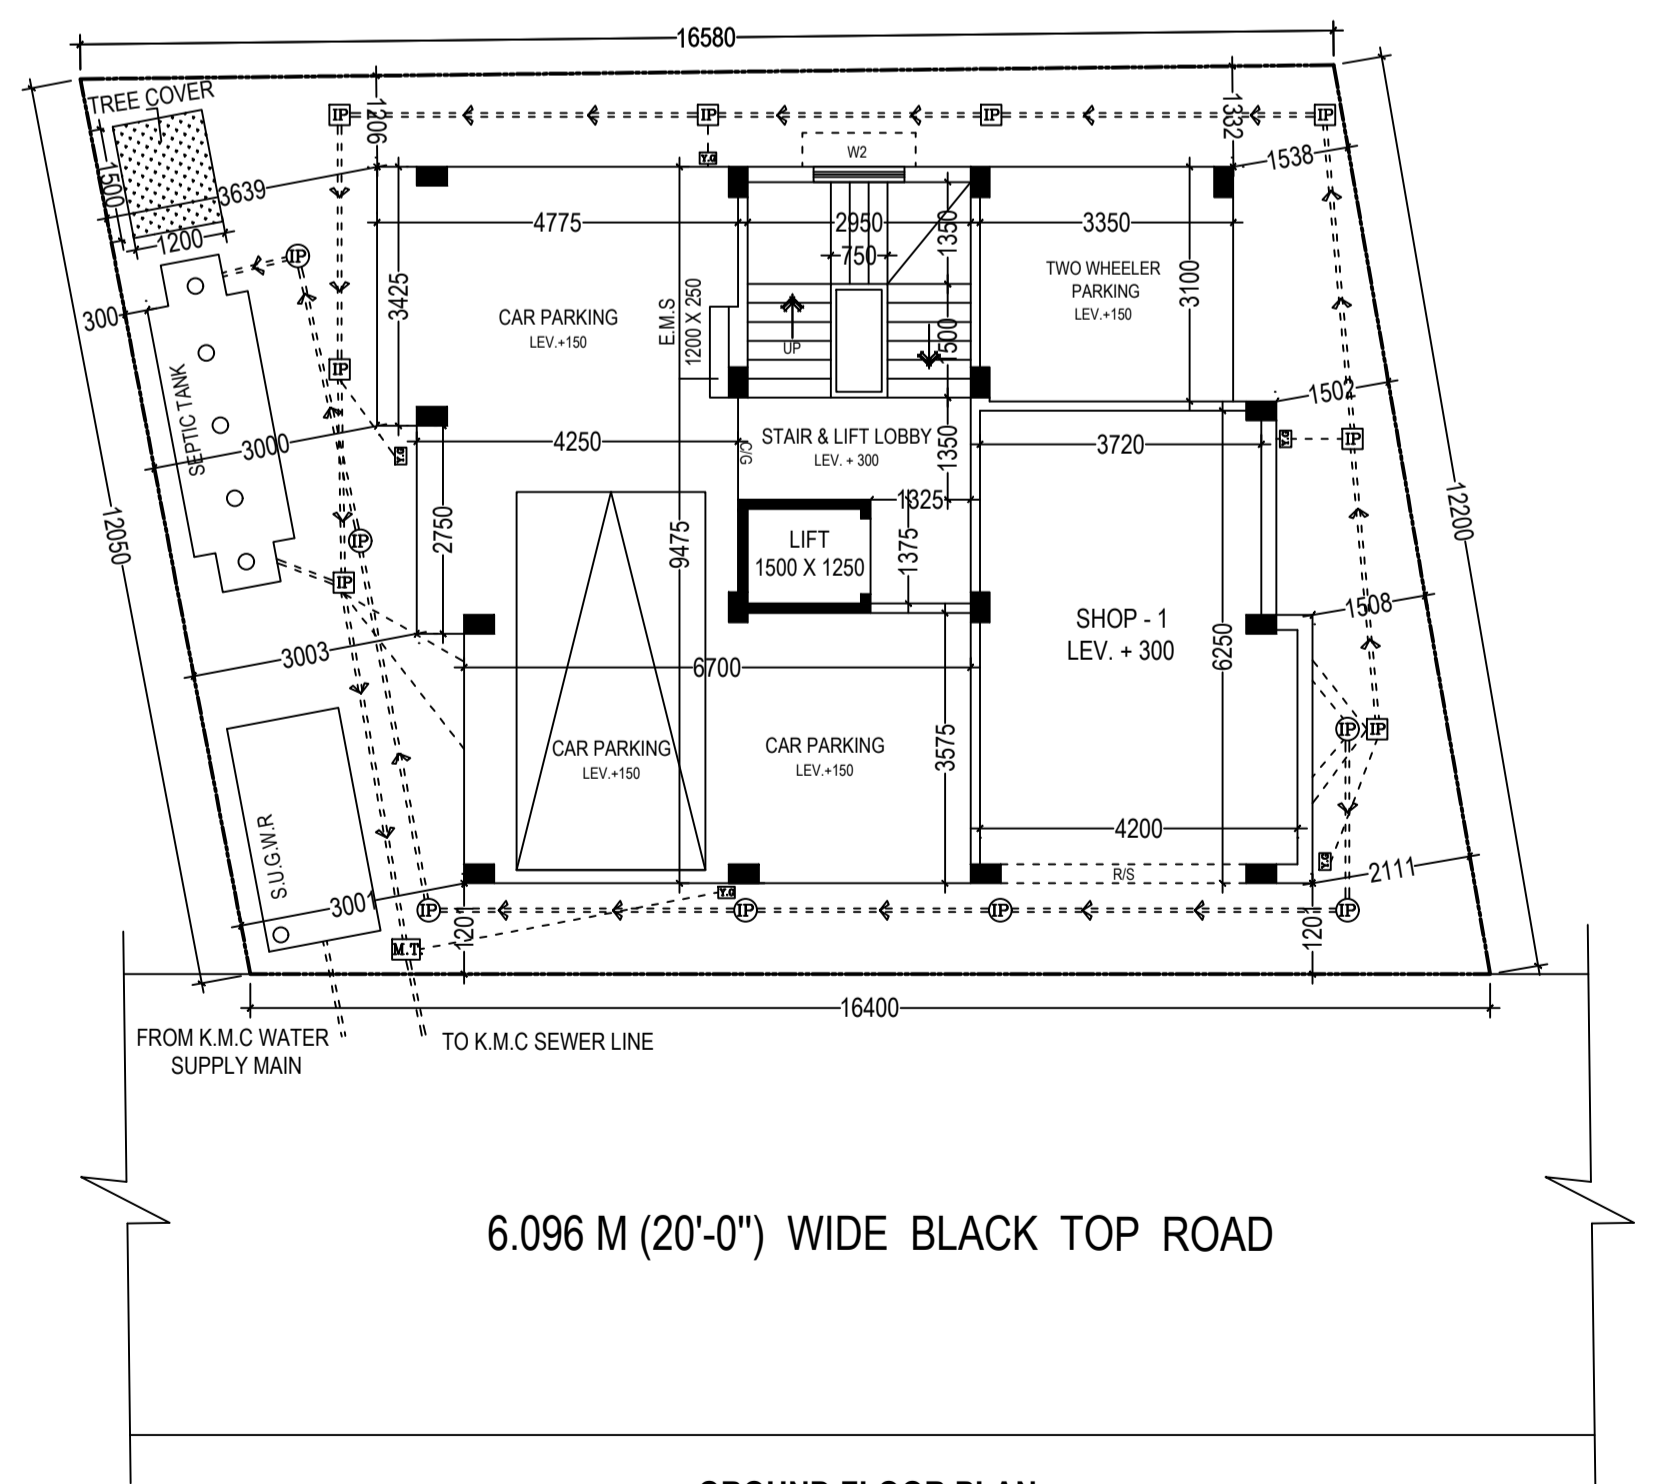 16580
TREE COVER
1206
1332
IP
IP
IP
IP
W2
Y.G
1538
1500
3639
4775
2950
1350
3350
1200
750
IP
3425
TWO WHEELER
PARKING
LEV.+150
3100
300
CAR PARKING
LEV.+150
E.M.S
1200 X 250
UP
1500
IP
SEPTIC TANK
3000
Y.G
4250
C/G
STAIR & LIFT LOBBY
LEV. + 300
1350
3720
Y.G
IP
1502
12050
2750
9475
1325
LIFT
1500 X 1250
1375
12200
IP
IP
3003
6700
SHOP - 1
LEV. + 300
6250
1508
CAR PARKING
LEV.+150
CAR PARKING
LEV.+150
3575
IP
IP
S.U.G.W.R
4200
R/S
Y.G
2111
3001
Y.G
IP
IP
IP
IP
M.T.
1201
1201
16400
FROM K.M.C WATER
SUPPLY MAIN
TO K.M.C SEWER LINE
6.096 M (20'-0") WIDE BLACK TOP ROAD
GROUND FLOOR PLAN